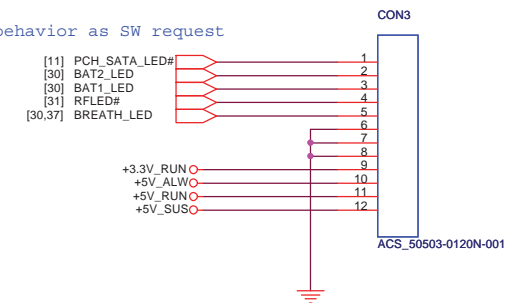 behavior as SW request
CON3
[11] PCH_SATA_LED# 1
[30] BAT2_LED 2
[30] BAT1_LED 3
[31] RFLED# 4
[30,37] BREATH_LED 5
6
7
8
+3.3V_RUN 9
+5V_ALW 10
+5V_RUN 11
+5V_SUS 12
ACS_50503-0120N-001